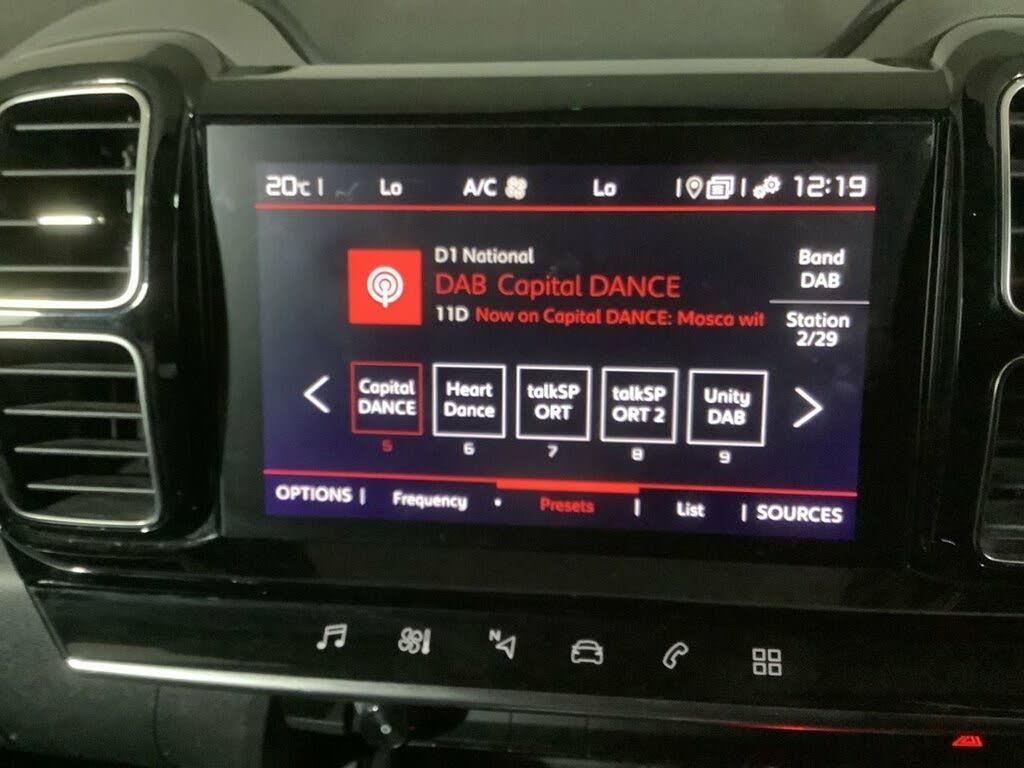 20°C | Lo A/C Lo 12:19
D1 National
DAB Capital DANCE
11D Now on Capital DANCE: Mosca wit
Band
DAB
Station
2/29
Capital
DANCE
5
Heart
Dance
6
talkSP
ORT
7
talkSP
ORT 2
8
Unity
DAB
9
OPTIONS | Frequency • Presets | List | SOURCES
N